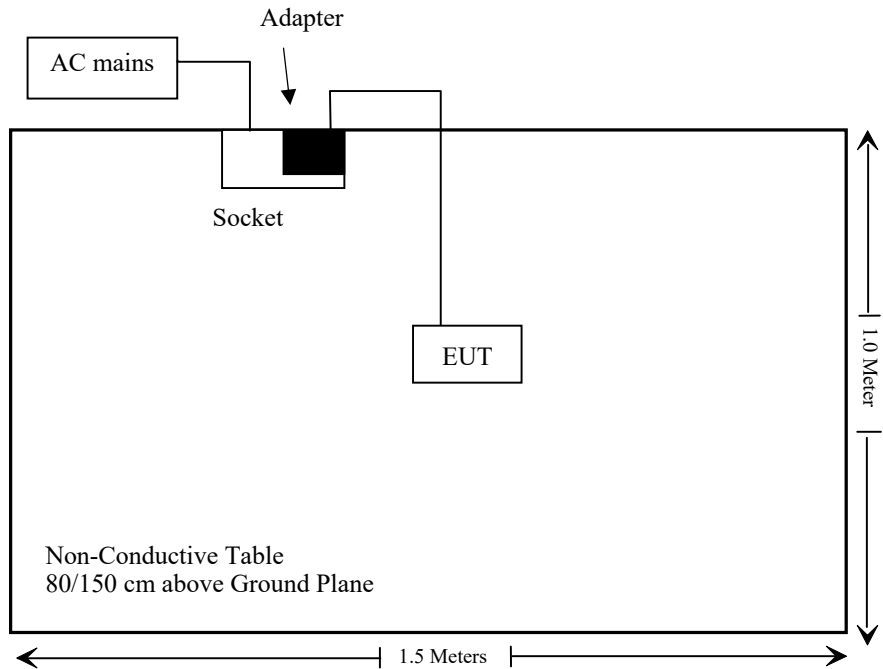 Adapter
AC mains
Socket
EUT
1.0 Meter
Non-Conductive Table
80/150 cm above Ground Plane
1.5 Meters